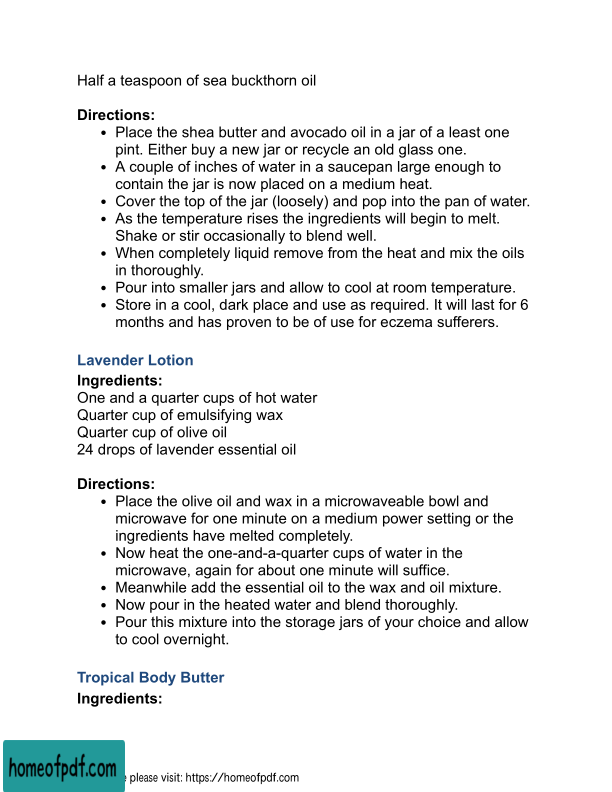 Half a teaspoon of sea buckthorn oil
Directions:
• Place the shea butter and avocado oil in a jar of a least one
pint. Either buy a new jar or recycle an old glass one.
• A couple of inches of water in a saucepan large enough to
contain the jar is now placed on a medium heat.
• Cover the top of the jar (loosely) and pop into the pan of water.
• As the temperature rises the ingredients will begin to melt.
Shake or stir occasionally to blend well.
• When completely liquid remove from the heat and mix the oils
in thoroughly.
• Pour into smaller jars and allow to cool at room temperature.
• Store in a cool, dark place and use as required. It will last for 6
months and has proven to be of use for eczema sufferers.
Lavender Lotion
Ingredients:
One and a quarter cups of hot water
Quarter cup of emulsifying wax
Quarter cup of olive oil
24 drops of lavender essential oil
Directions:
• Place the olive oil and wax in a microwaveable bowl and
microwave for one minute on a medium power setting or the
ingredients have melted completely.
• Now heat the one-and-a-quarter cups of water in the
microwave, again for about one minute will suffice.
• Meanwhile add the essential oil to the wax and oil mixture.
• Now pour in the heated water and blend thoroughly.
• Pour this mixture into the storage jars of your choice and allow
to cool overnight.
Tropical Body Butter
Ingredients:
homeofpdf.com
please visit: https://homeofpdf.com